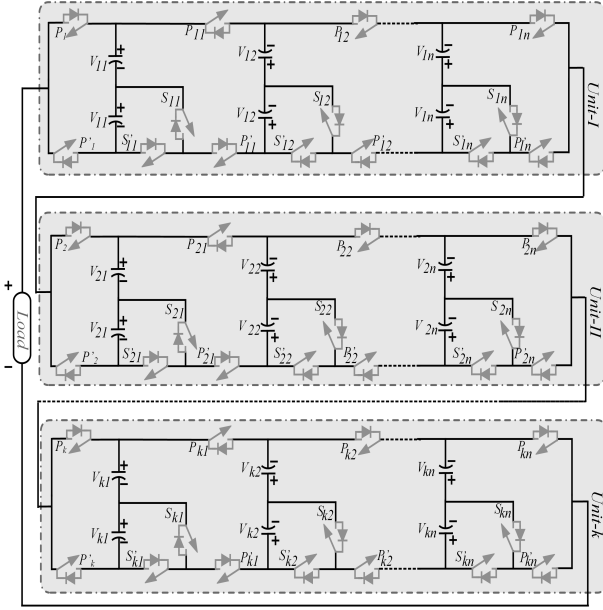 P1 P11 P12 P1n
V11 V12 V1n
V11 S11 V12 S12 V1n S1n
P'1 S'11 P'11 S'12 P'12 S'1n P'1n
Unit-I
P2 P21 P22 P2n
V21 V22 V2n
V21 S21 V22 S22 V2n S2n
P'2 S'21 P'21 S'22 P'22 S'2n P'2n
Unit-II
+
Load
-
Pk Pk1 Pk2 Pkn
Vk1 Vk2 Vkn
Vk1 Sk1 Vk2 Sk2 Vkn Skn
P'k S'k1 P'k1 S'k2 P'k2 S'kn P'kn
Unit-k